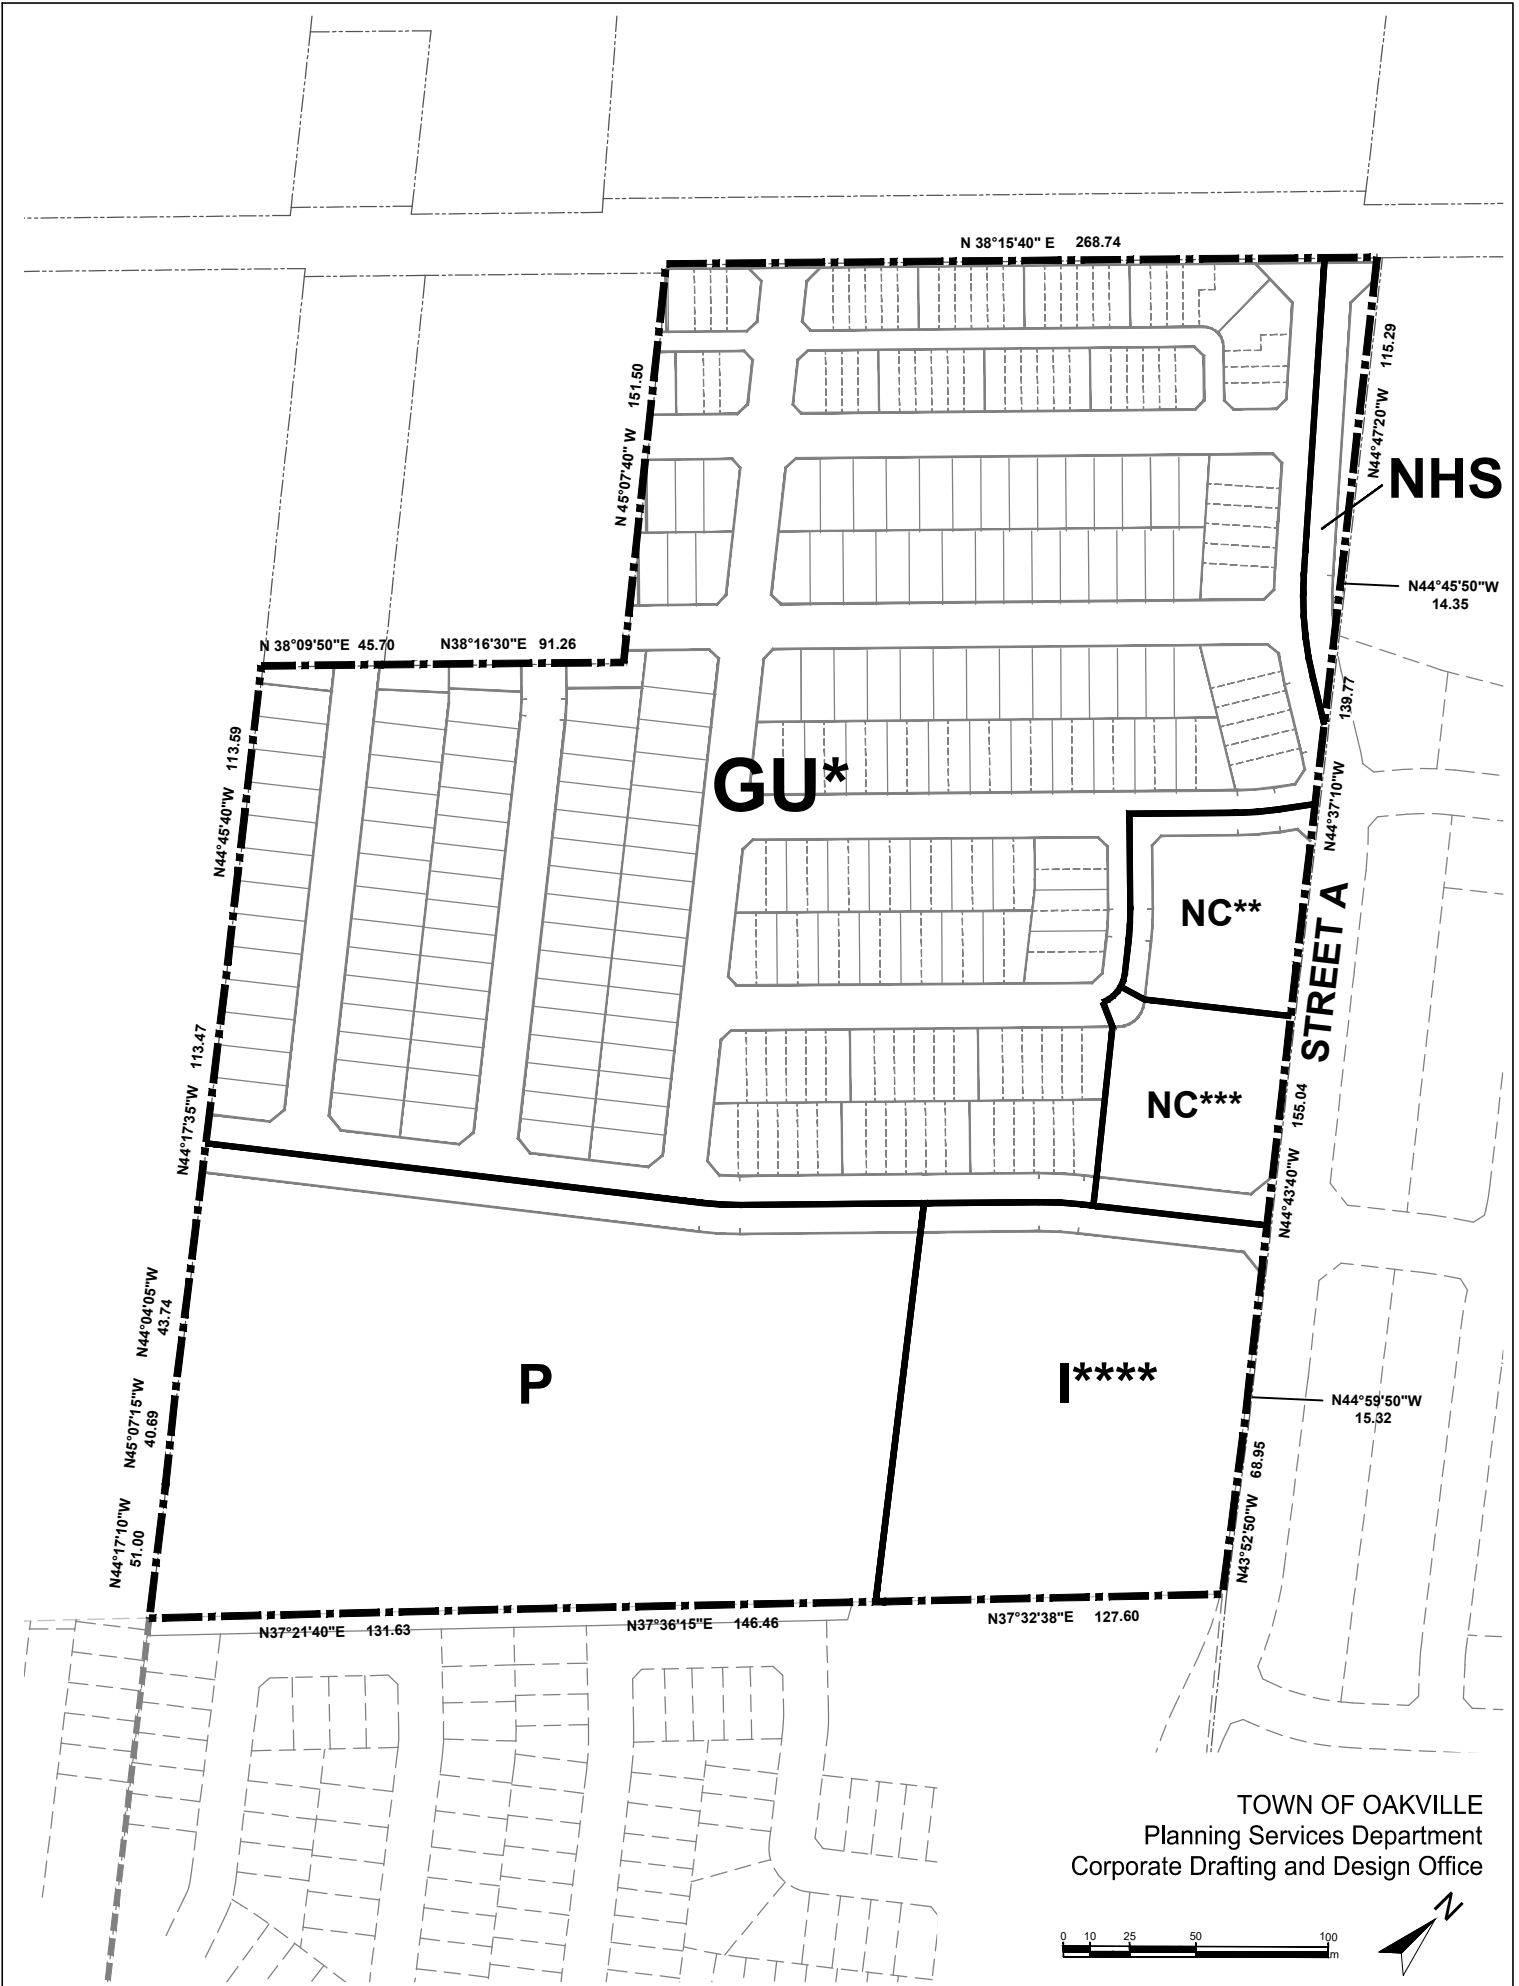 N 38°15'40" E 268.74
115.29
N44°47'20"W
151.50
N 45°07'40" W
NHS
N44°45'50"W
14.35
N 38°09'50"E 45.70
N38°16'30"E 91.26
139.77
N44°37'10"W
113.59
N44°45'40"W
GU*
NC**
STREET A
113.47
N44°17'35"W
NC***
155.04
N44°43'40"W
N44°04'05"W
43.74
P
I****
N44°59'50"W
15.32
N45°07'15"W
40.69
68.95
N43°52'50"W
N44°17'10"W
51.00
N37°21'40"E 131.63
N37°36'15"E 146.46
N37°32'38"E 127.60
TOWN OF OAKVILLE
Planning Services Department
Corporate Drafting and Design Office
N
0 10 25 50 100
m